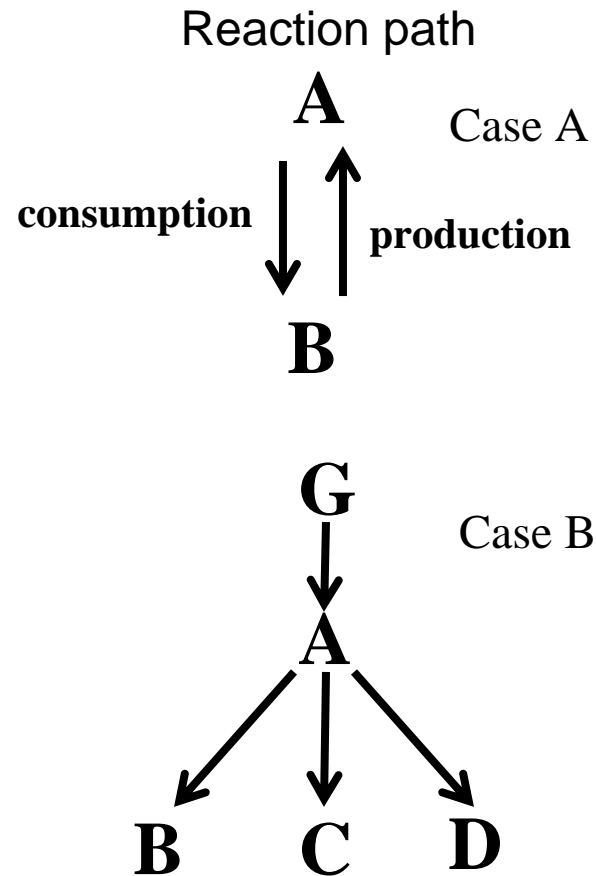 Reaction path
A
Case A
consumption
production
B
G
Case B
A
B C D